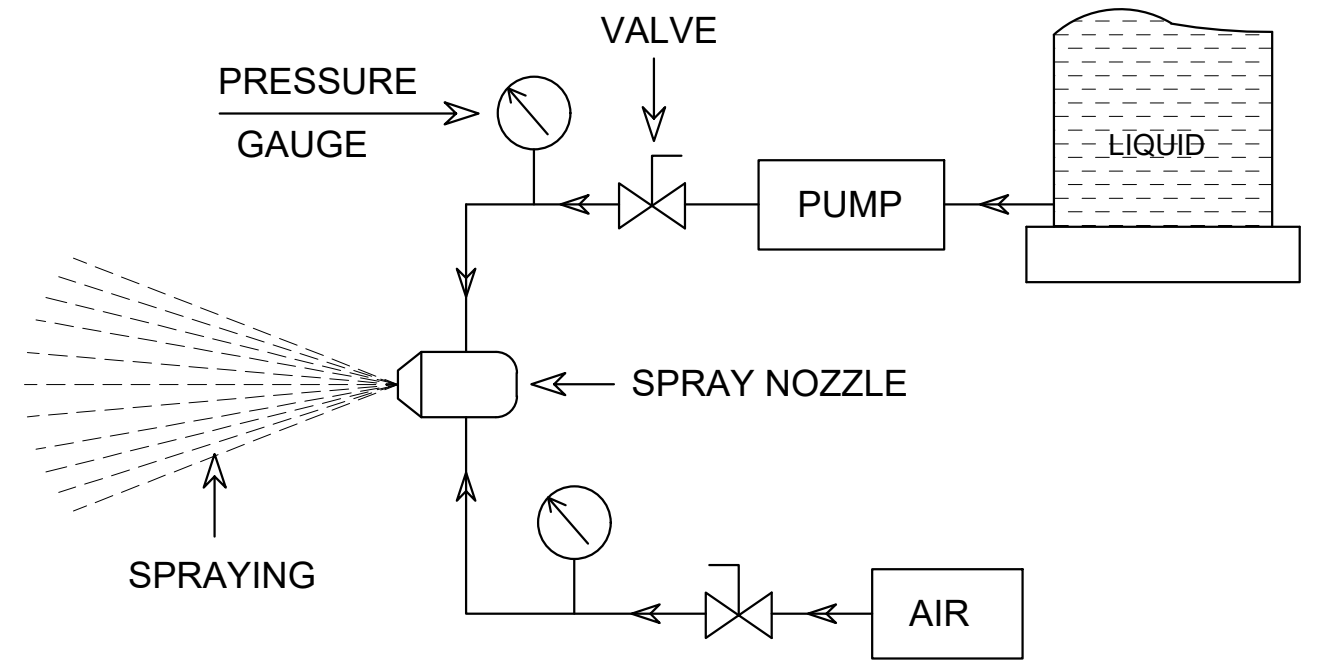 VALVE
PRESSURE
GAUGE
LIQUID
PUMP
SPRAY NOZZLE
SPRAYING
AIR